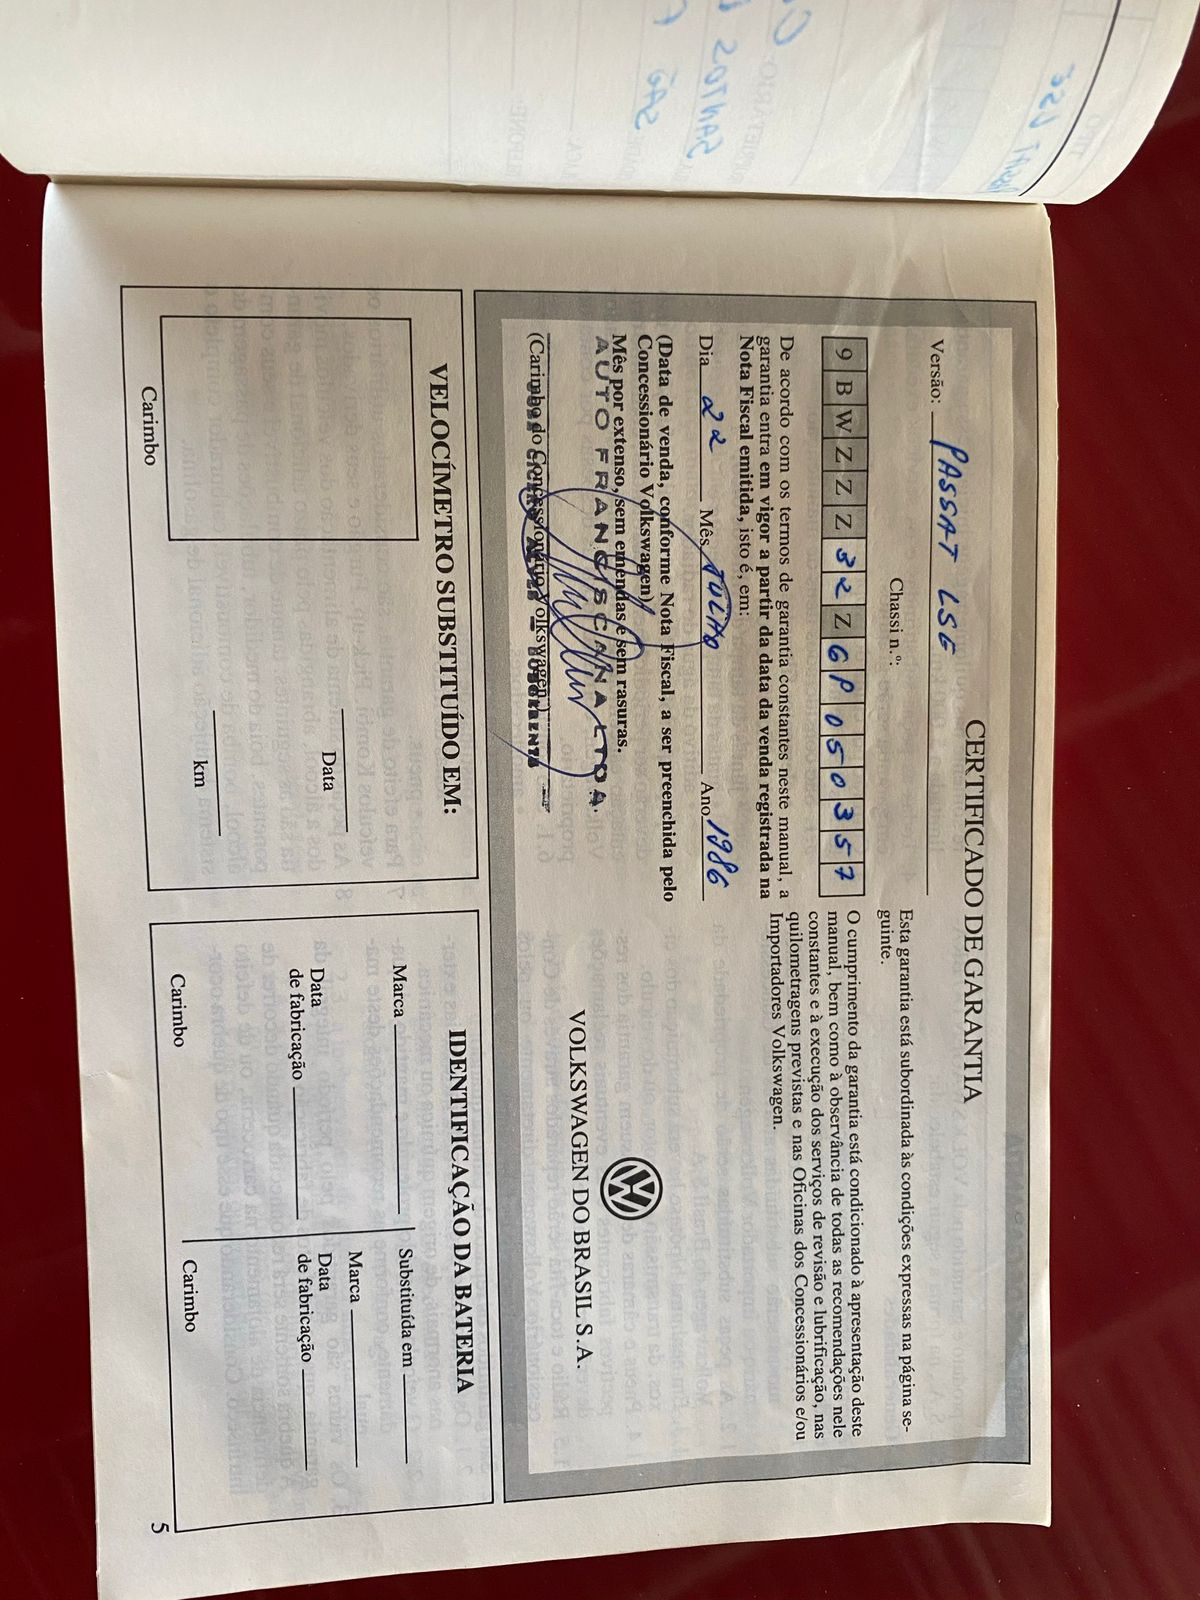 CERTIFICADO DE GARANTIA
Versão: PASSAT LSE
Chassi n.º:
9 B W Z Z Z 3 2 Z G P 0 5 0 3 5 7
De acordo com os termos de garantia constantes neste manual, a
garantia entra em vigor a partir da data da venda registrada na
Nota Fiscal emitida, isto é, em:
Dia 22 Mês JULHO Ano 1986
(Data de venda, conforme Nota Fiscal, a ser preenchida pelo
Concessionário Volkswagen)
Mês por extenso, sem emendas e sem rasuras.
AUTO FRANCISCANA LTDA.
(Carimbo do Concessionário Volkswagen)
Esta garantia está subordinada às condições expressas na página se-
guinte.
O cumprimento da garantia está condicionado à apresentação deste
manual, bem como à observância de todas as recomendações nele
constantes e à execução dos serviços de revisão e lubrificação, nas
quilometragens previstas e nas Oficinas dos Concessionários e/ou
Importadores Volkswagen.
VOLKSWAGEN DO BRASIL S.A.
VELOCÍMETRO SUBSTITUÍDO EM:
Data
km
Carimbo
IDENTIFICAÇÃO DA BATERIA
Marca
Data
de fabricação
Carimbo
Substituída em
Marca
Data
de fabricação
Carimbo
5